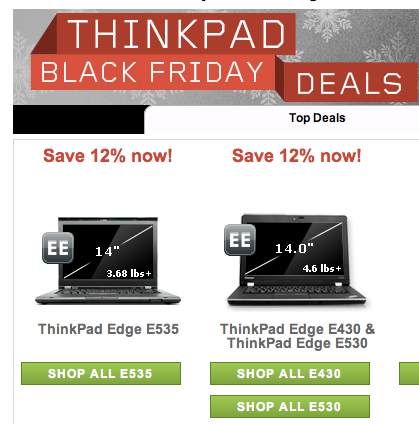 THINKPAD
BLACK FRIDAY
DEALS
Top Deals
Save 12% now!
EE
14"
3.68 lbs+
ThinkPad Edge E535
SHOP ALL E535
Save 12% now!
EE
14.0"
4.6 lbs+
ThinkPad Edge E430 &
ThinkPad Edge E530
SHOP ALL E430
SHOP ALL E530